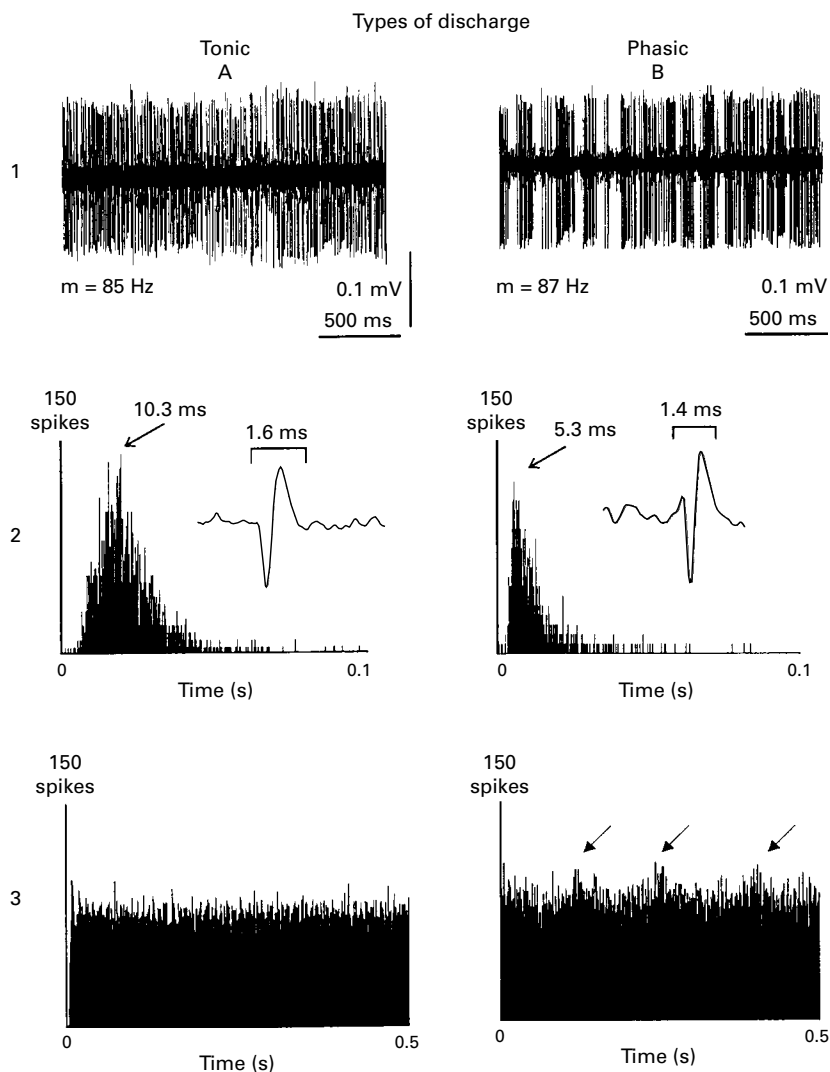 Types of discharge
Tonic Phasic
A B
1
m = 85 Hz 0.1 mV m = 87 Hz 0.1 mV
500 ms 500 ms
150 10.3 ms 150 1.4 ms
spikes 1.6 ms spikes 5.3 ms
2
0 0.1 0 0.1
Time (s) Time (s)
150 150
spikes spikes
3
0 0.5 0 0.5
Time (s) Time (s)